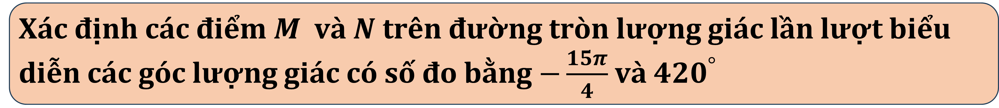 Xác định các điểm M và N trên đường tròn lượng giác lần lượt biểu
diễn các góc lượng giác có số đo bằng − 15π/4 và 420°